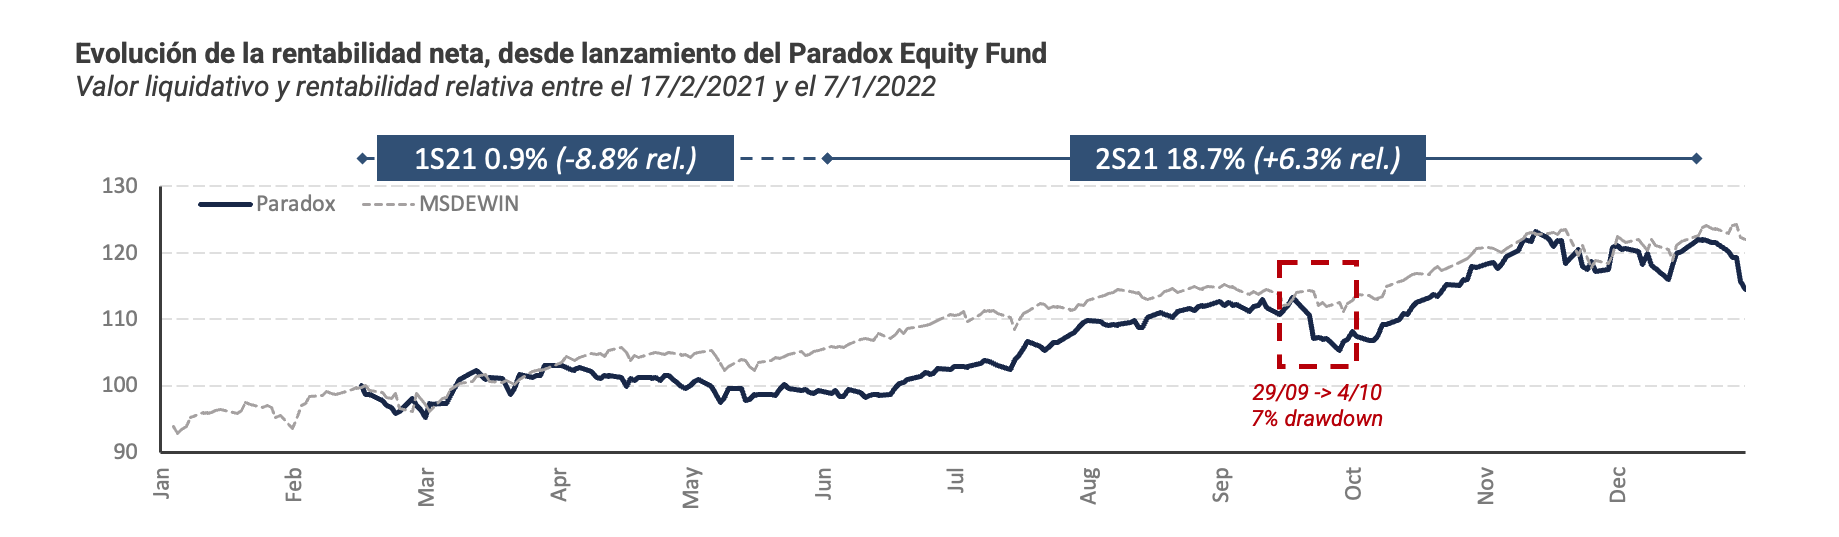 Evolución de la rentabilidad neta, desde lanzamiento del Paradox Equity Fund
Valor liquidativo y rentabilidad relativa entre el 17/2/2021 y el 7/1/2022
1S21 0.9% (-8.8% rel.)
2S21 18.7% (+6.3% rel.)
130
Paradox
MSDEWIN
120
110
100
90
29/09 -> 4/10
7% drawdown
Jan
Feb
Mar
Apr
May
Jun
Jul
Aug
Sep
Oct
Nov
Dec